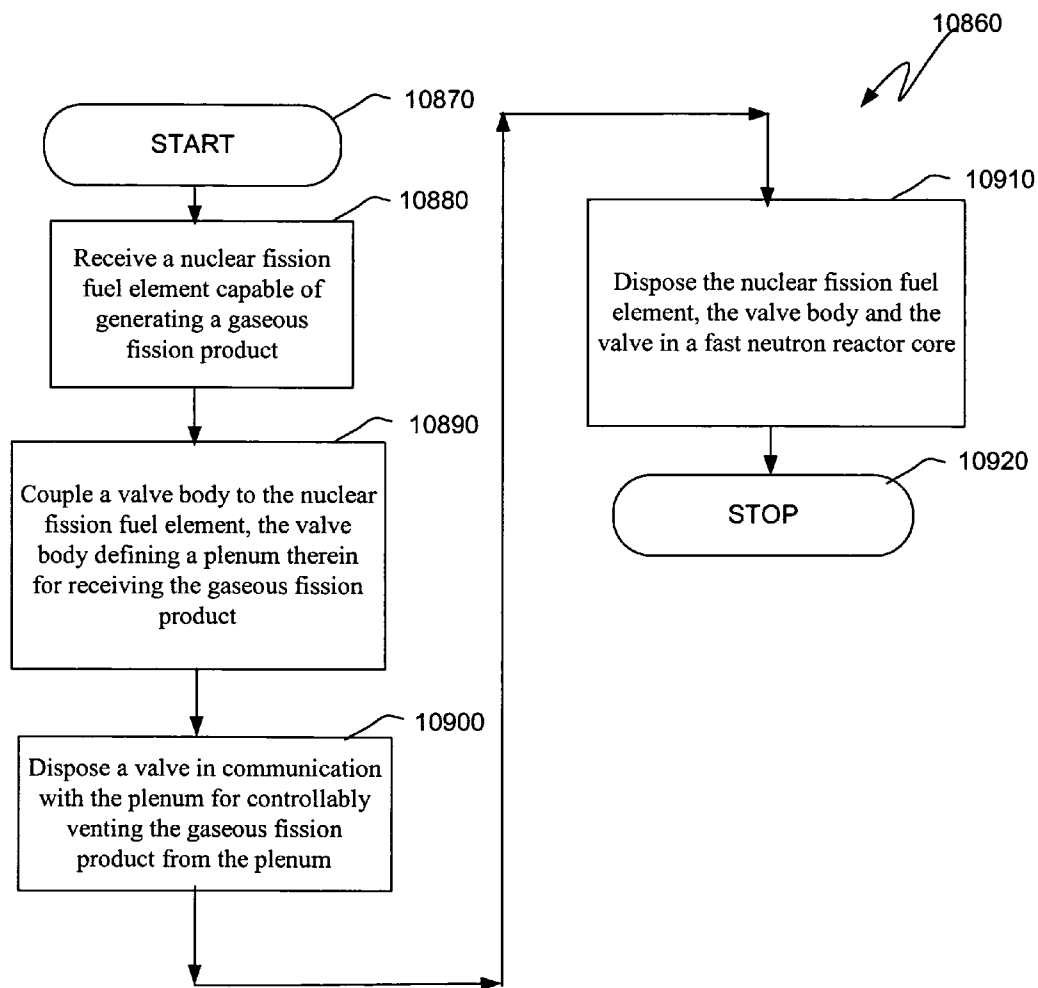 10860
10870
START
10880
Receive a nuclear fission
fuel element capable of
generating a gaseous
fission product
10890
Couple a valve body to the nuclear
fission fuel element, the valve
body defining a plenum therein
for receiving the gaseous fission
product
10900
Dispose a valve in communication
with the plenum for controllably
venting the gaseous fission
product from the plenum
10910
Dispose the nuclear fission fuel
element, the valve body and the
valve in a fast neutron reactor core
10920
STOP